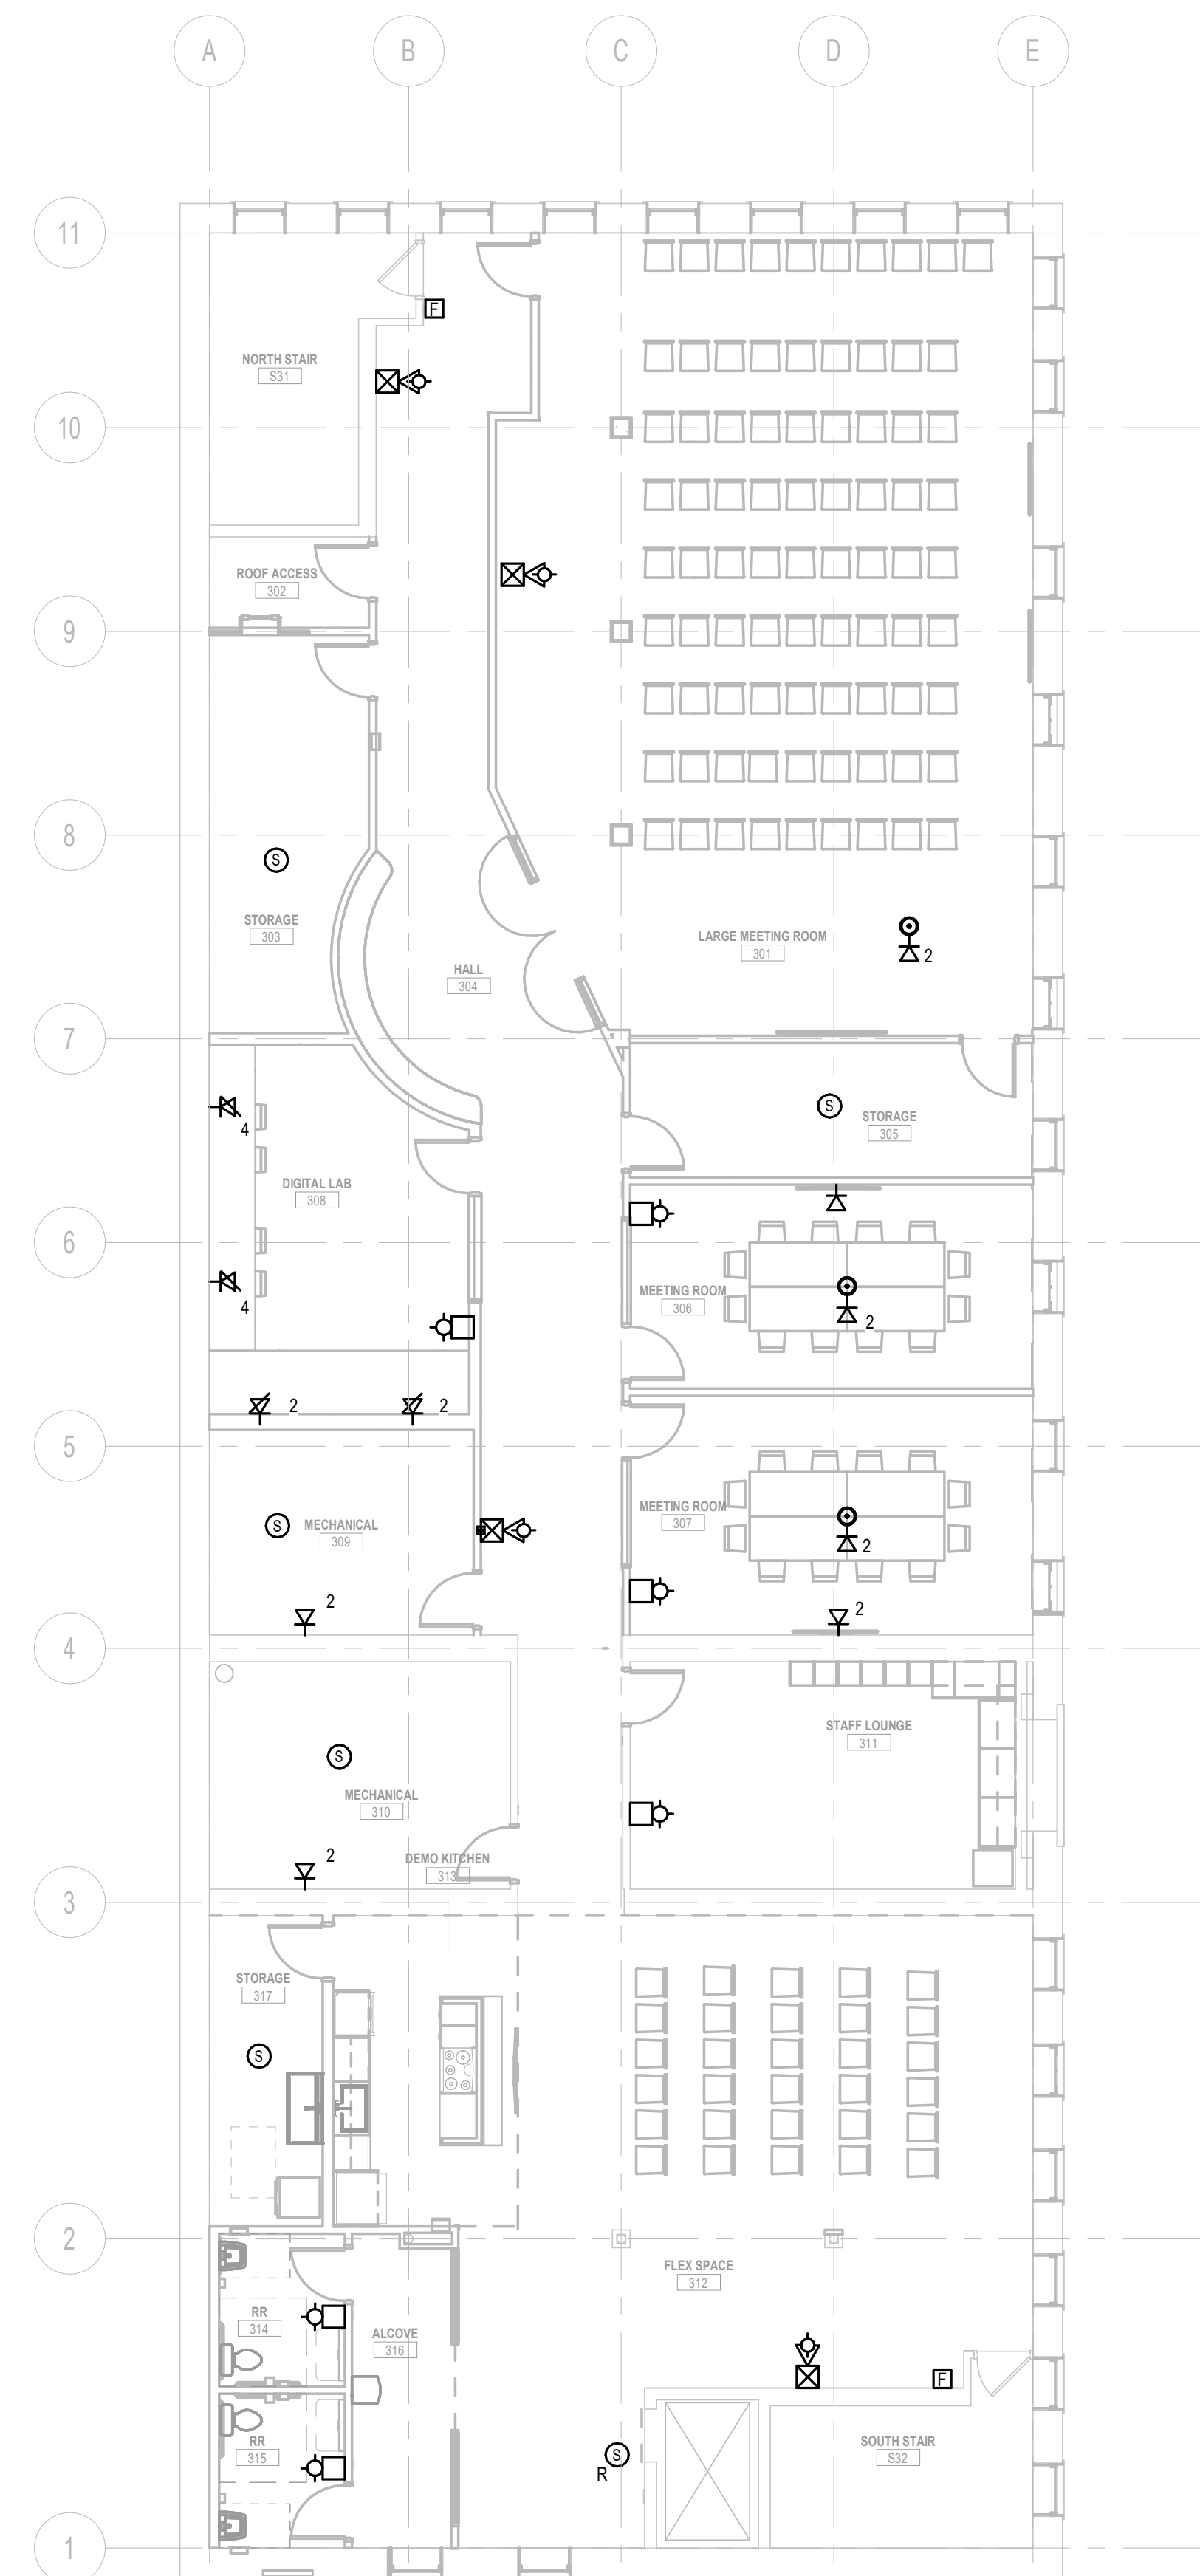 A B C D E
11
F
NORTH STAIR
S31
10
ROOF ACCESS
302
9
8
S
STORAGE
303
LARGE MEETING ROOM
301
2
HALL
304
7
4
S
STORAGE
305
DIGITAL LAB
308
6
4
MEETING ROOM
306
2
2
2
5
S
MECHANICAL
309
MEETING ROOM
307
2
2
2
4
STAFF LOUNGE
311
S
MECHANICAL
310
2
DEMO KITCHEN
313
3
STORAGE
317
S
2
FLEX SPACE
312
RR
314
ALCOVE
316
F
RR
315
S
R
SOUTH STAIR
S32
1